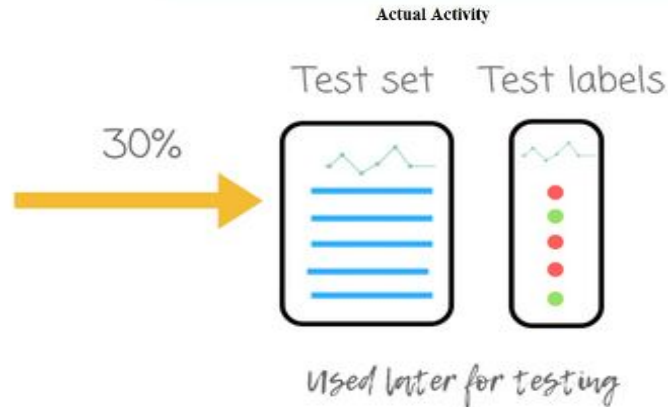 Actual Activity
Test set Test labels
30%
Used later for testing